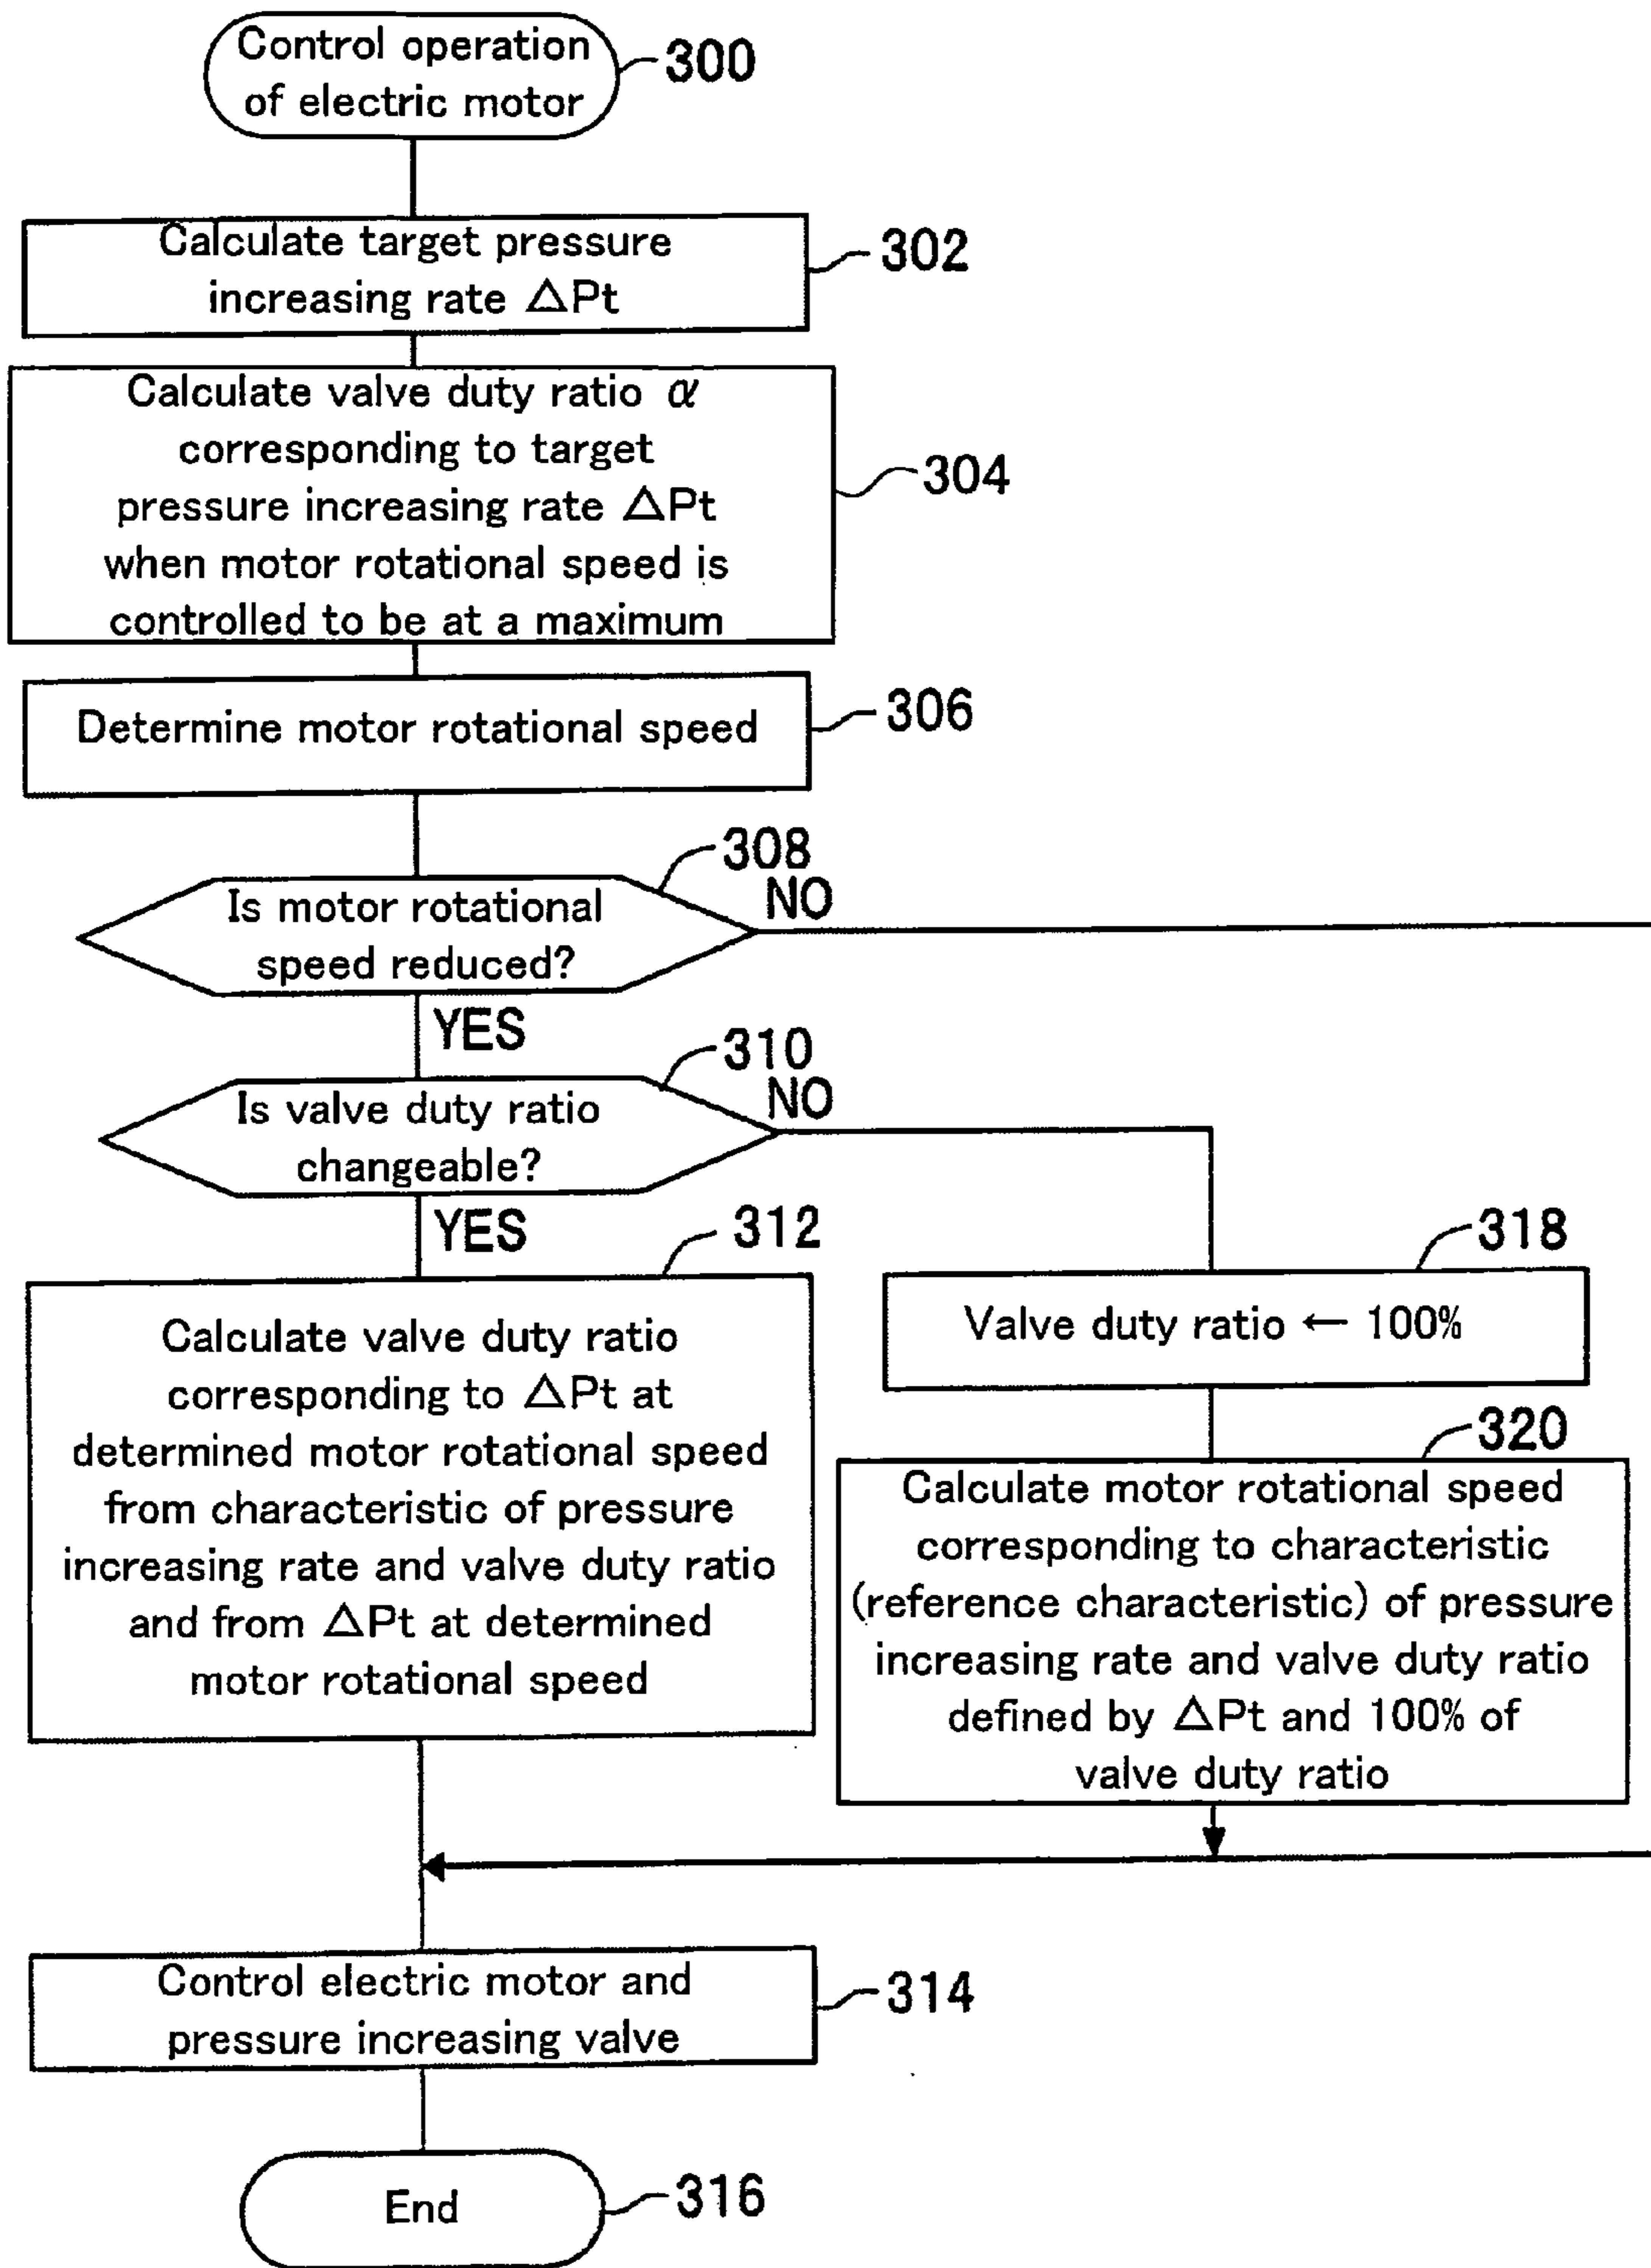 Control operation
of electric motor
300
Calculate target pressure
increasing rate △Pt
302
Calculate valve duty ratio α
corresponding to target
pressure increasing rate △Pt
when motor rotational speed is
controlled to be at a maximum
304
Determine motor rotational speed
306
308
Is motor rotational
speed reduced?
NO
YES
310
Is valve duty ratio
changeable?
NO
YES
312
Calculate valve duty ratio
corresponding to △Pt at
determined motor rotational speed
from characteristic of pressure
increasing rate and valve duty ratio
and from △Pt at determined
motor rotational speed
318
Valve duty ratio ← 100%
320
Calculate motor rotational speed
corresponding to characteristic
(reference characteristic) of pressure
increasing rate and valve duty ratio
defined by △Pt and 100% of
valve duty ratio
Control electric motor and
pressure increasing valve
314
End
316